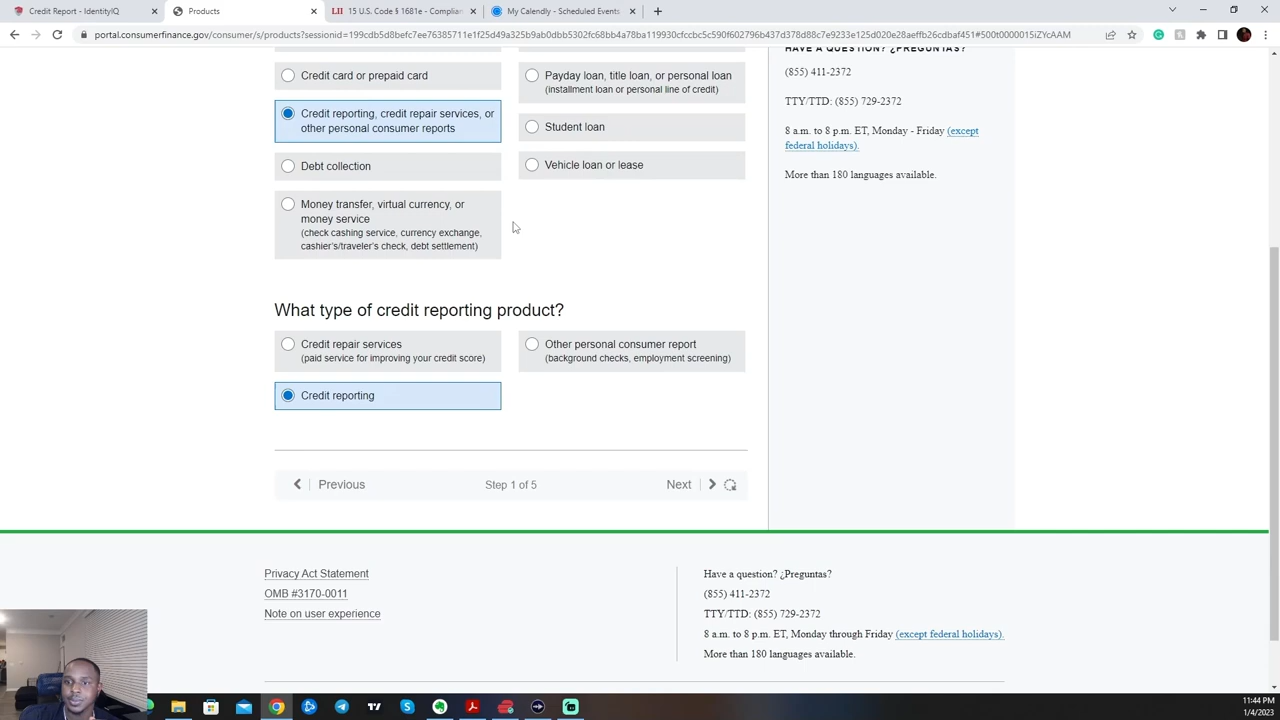 Credit Report - IdentityIQ
Products
LII 15 U.S. Code § 1681e - Complian
My Calendly - Scheduled Events
portal.consumerfinance.gov/consumer/s/products?sessionid=199cdb5d8befc7ee76385711e1f25d49a325b9ab0dbb5302fc68bb4a78ba119930cfccbc5c590f602796b437d378d88c7e9233e125d020e28aeffb26cdbaf451#500t0000015iZYcAAM
HAVE A QUESTION? ¿PREGUNTAS?
Credit card or prepaid card
Payday loan, title loan, or personal loan
(installment loan or personal line of credit)
(855) 411-2372
TTY/TTD: (855) 729-2372
Credit reporting, credit repair services, or
other personal consumer reports
Student loan
8 a.m. to 8 p.m. ET, Monday - Friday (except
federal holidays).
Debt collection
Vehicle loan or lease
More than 180 languages available.
Money transfer, virtual currency, or
money service
(check cashing service, currency exchange,
cashier's/traveler's check, debt settlement)
What type of credit reporting product?
Credit repair services
(paid service for improving your credit score)
Other personal consumer report
(background checks, employment screening)
Credit reporting
Previous
Step 1 of 5
Next
Privacy Act Statement
OMB #3170-0011
Note on user experience
Have a question? ¿Preguntas?
(855) 411-2372
TTY/TTD: (855) 729-2372
8 a.m. to 8 p.m. ET, Monday through Friday (except federal holidays).
More than 180 languages available.
11:44 PM
1/4/2023